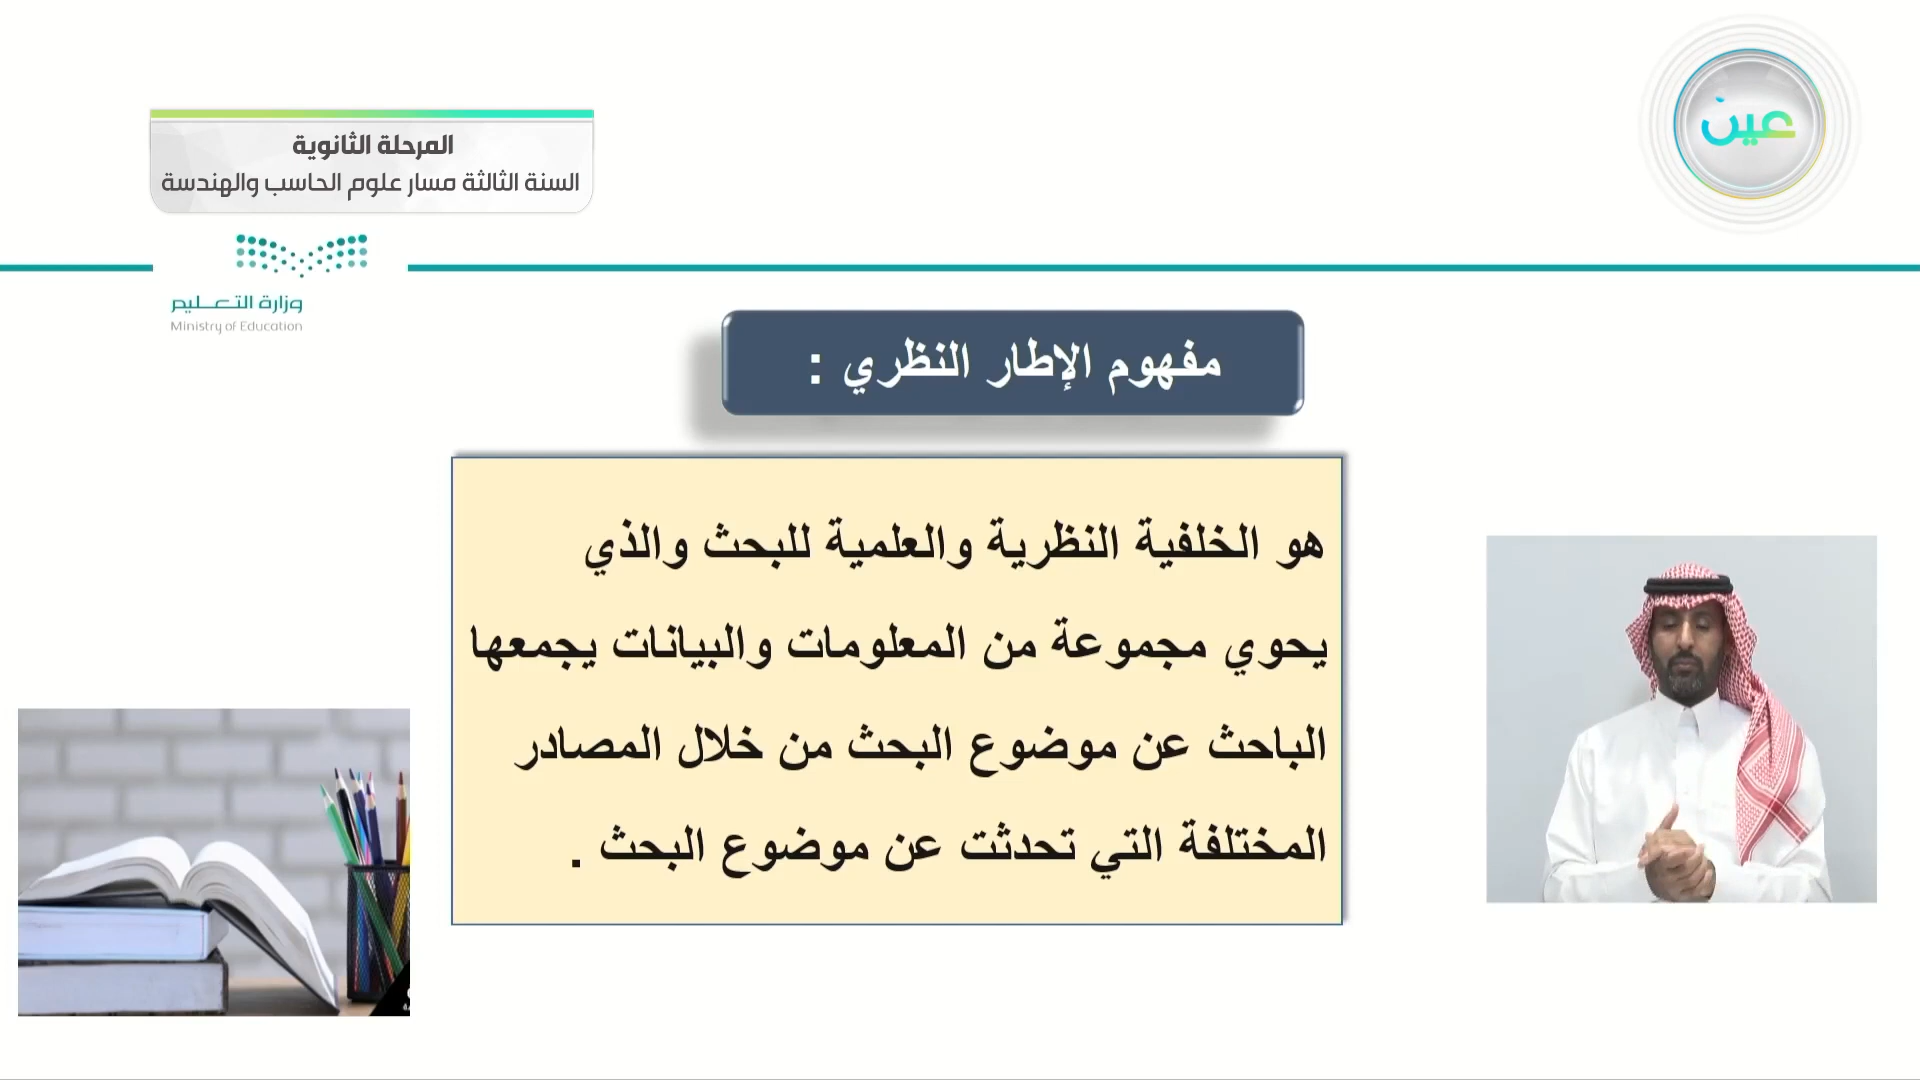 عين
المرحلة الثانوية
السنة الثالثة مسار علوم الحاسب والهندسة
وزارة التعليم
Ministry of Education
مفهوم الإطار النظري :
هو الخلفية النظرية والعلمية للبحث والذي
يحوي مجموعة من المعلومات والبيانات يجمعها
الباحث عن موضوع البحث من خلال المصادر
المختلفة التي تحدثت عن موضوع البحث .